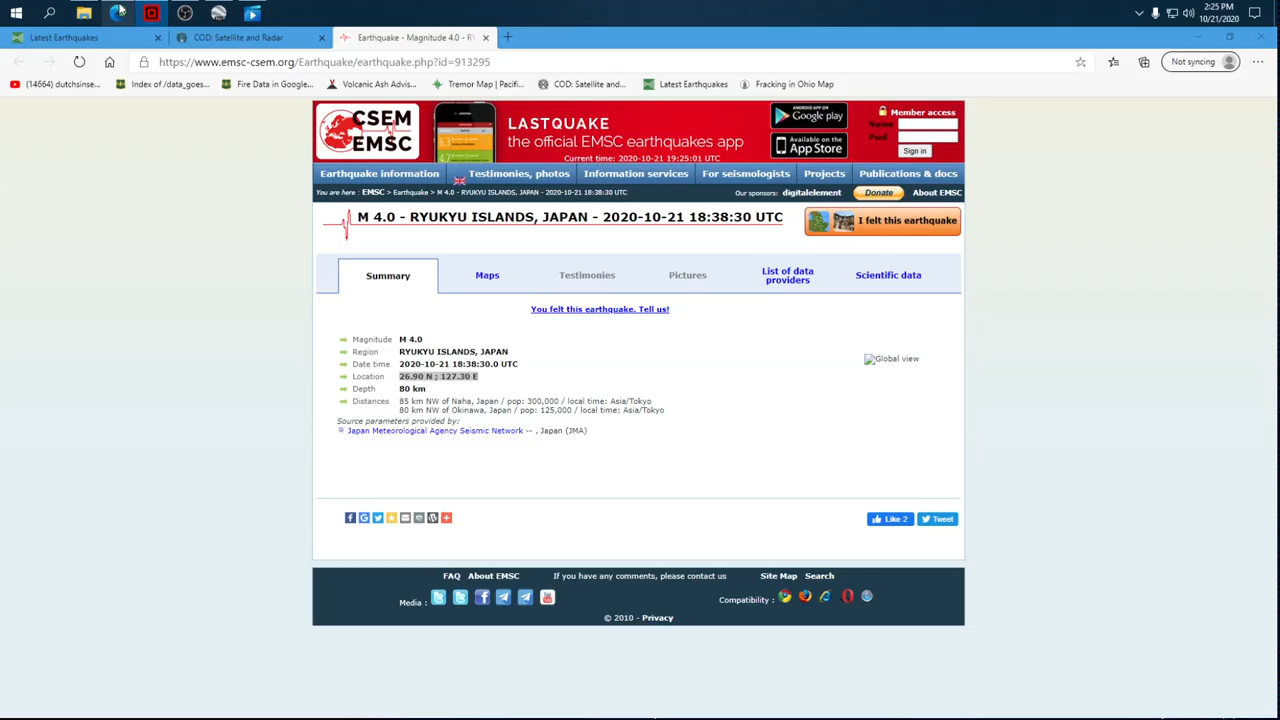 2:25 PM
10/21/2020
Latest Earthquakes
COD: Satellite and Radar
Earthquake - Magnitude 4.0 - RY
https://www.emsc-csem.org/Earthquake/earthquake.php?id=913295
Not syncing
(14664) dutchsinse...
Index of /data_goes...
Fire Data in Google...
Volcanic Ash Advis...
Tremor Map | Pacifi...
COD: Satellite and...
Latest Earthquakes
Fracking in Ohio Map
CSEM
EMSC
LASTQUAKE
the official EMSC earthquakes app
Current time: 2020-10-21 19:25:01 UTC
ANDROID APP ON
Google play
Available on the
App Store
Member access
Name
Pwd
Sign in
Earthquake information
Testimonies, photos
Information services
For seismologists
Projects
Publications & docs
You are here : EMSC > Earthquake > M 4.0 - RYUKYU ISLANDS, JAPAN - 2020-10-21 18:38:30 UTC
Our sponsors: digitalelement
Donate
About EMSC
M 4.0 - RYUKYU ISLANDS, JAPAN - 2020-10-21 18:38:30 UTC
I felt this earthquake
Summary
Maps
Testimonies
Pictures
List of data
providers
Scientific data
You felt this earthquake. Tell us!
Magnitude M 4.0
Region RYUKYU ISLANDS, JAPAN
Date time 2020-10-21 18:38:30.0 UTC
Location 26.90 N ; 127.30 E
Depth 80 km
Distances 85 km NW of Naha, Japan / pop: 300,000 / local time: Asia/Tokyo
80 km NW of Okinawa, Japan / pop: 125,000 / local time: Asia/Tokyo
Global view
Source parameters provided by:
Japan Meteorological Agency Seismic Network -- , Japan (JMA)
Like 2
Tweet
FAQ About EMSC
If you have any comments, please contact us
Site Map Search
Media :
Compatibility :
© 2010 - Privacy